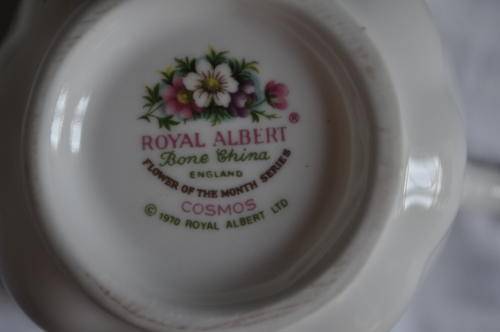 ROYAL ALBERT®
Bone China
ENGLAND
FLOWER OF THE MONTH SERIES
COSMOS
© 1970 ROYAL ALBERT LTD